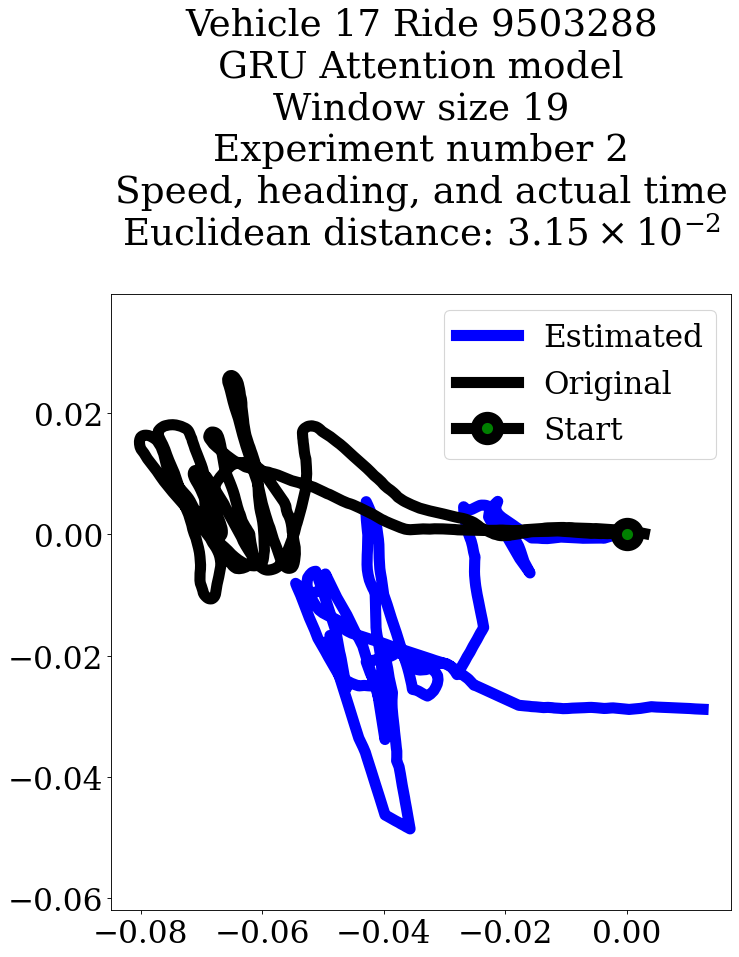 Vehicle 17 Ride 9503288
GRU Attention model
Window size 19
Experiment number 2
Speed, heading, and actual time
Euclidean distance: 3.15 × 10⁻²
Estimated
Original
Start
0.02
0.00
−0.02
−0.04
−0.06
−0.08 −0.06 −0.04 −0.02 0.00